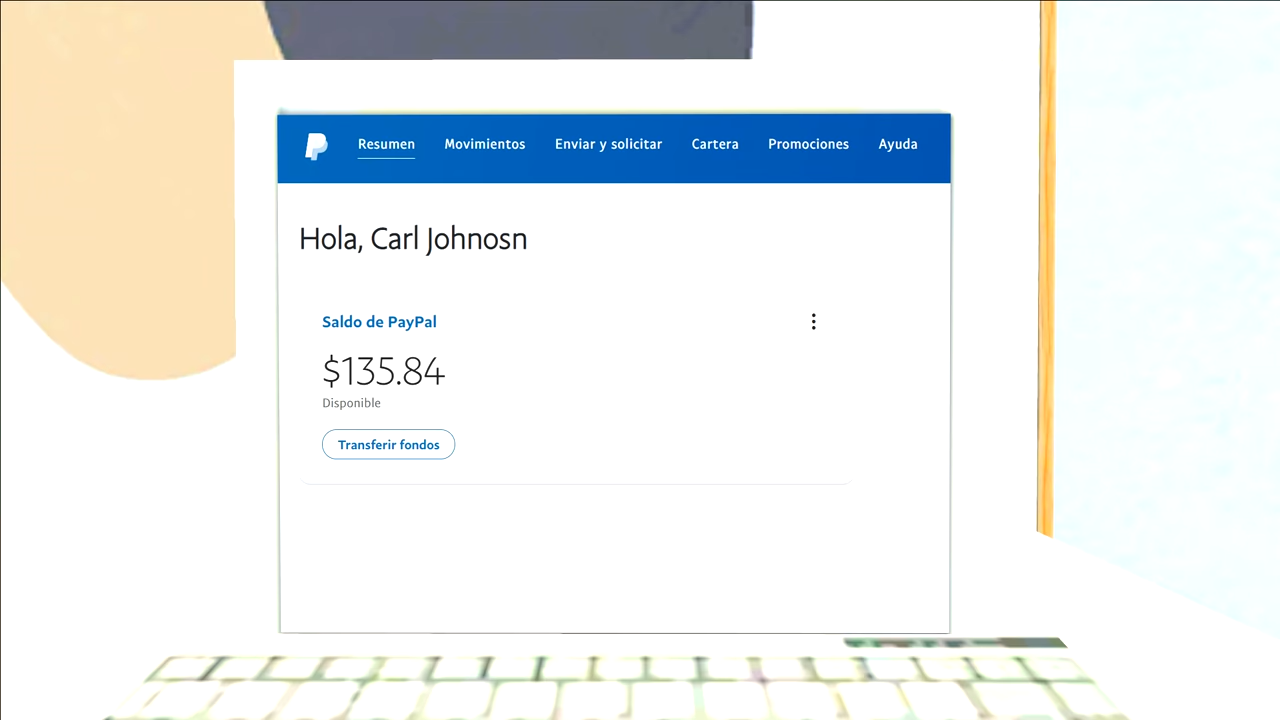 Resumen Movimientos Enviar y solicitar Cartera Promociones Ayuda
Hola, Carl Johnosn
Saldo de PayPal
$135.84
Disponible
Transferir fondos